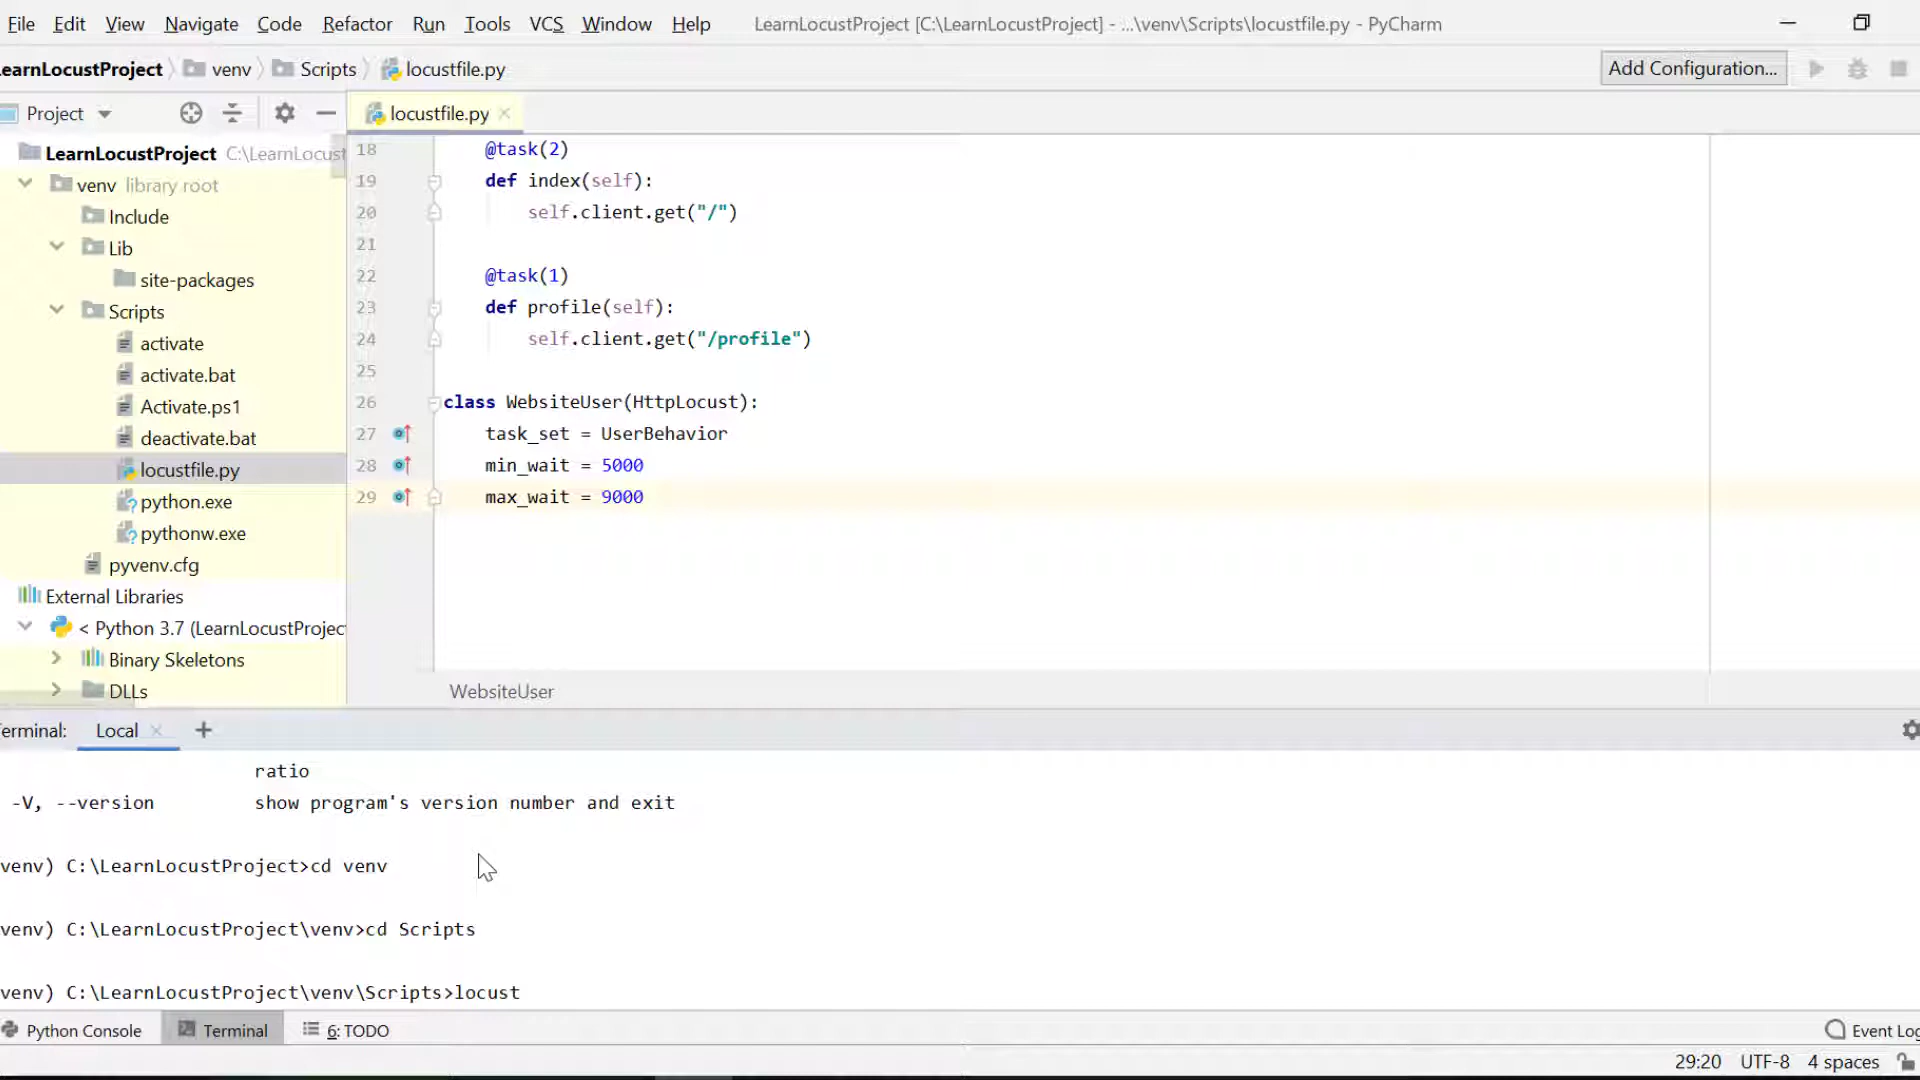 File Edit View Navigate Code Refactor Run Tools VCS Window Help LearnLocustProject [C:\LearnLocustProject] - ...\venv\Scripts\locustfile.py - PyCharm
earnLocustProject venv Scripts locustfile.py Add Configuration...
Project locustfile.py
LearnLocustProject C:\LearnLocust
venv library root
Include
Lib
site-packages
Scripts
activate
activate.bat
Activate.ps1
deactivate.bat
locustfile.py
python.exe
pythonw.exe
pyvenv.cfg
External Libraries
< Python 3.7 (LearnLocustProjec
Binary Skeletons
DLLs
18 @task(2)
19 def index(self):
20 self.client.get("/")
21
22 @task(1)
23 def profile(self):
24 self.client.get("/profile")
25
26 class WebsiteUser(HttpLocust):
27 task_set = UserBehavior
28 min_wait = 5000
29 max_wait = 9000
WebsiteUser
erminal: Local
ratio
-V, --version show program's version number and exit
venv) C:\LearnLocustProject>cd venv
venv) C:\LearnLocustProject\venv>cd Scripts
venv) C:\LearnLocustProject\venv\Scripts>locust
Python Console Terminal 6: TODO Event Log
29:20 UTF-8 4 spaces